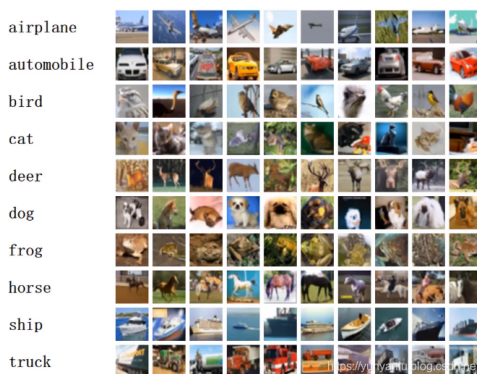 airplane
automobile
bird
cat
deer
dog
frog
horse
ship
truck